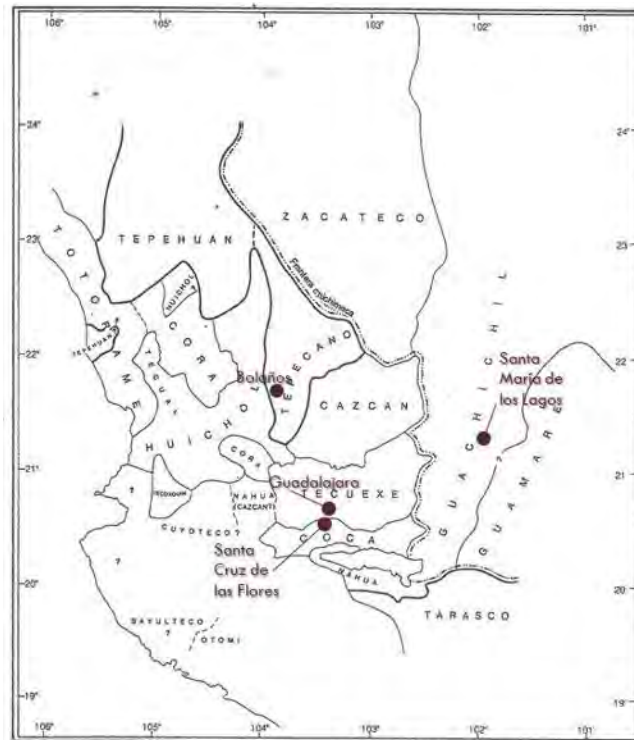 106° 105° 104° 103° 102° 101°
24° 24°
ZACATECO
23° TEPEHUAN 23°
TOTORAME
HUICHOL
Frontera chichimeca
CORA
TEPEHUAN
22° 22°
TECUAL
TEPECANO
GUACHICHIL
Santa
María de
los Lagos
Bolaños
CAZCAN
HUICHOL
GUAMARE
?
21° 21°
CORA
Guadalajara
TECUEXE
?
NAHUA
(CAZCAN?)
CUYOTECO?
COCA
Santa
Cruz de
las Flores
NAHUA
?
20° 20°
TARASCO
SAYULTECO
?
OTOMI
19° 19°
106° 105° 104° 103° 102° 101°